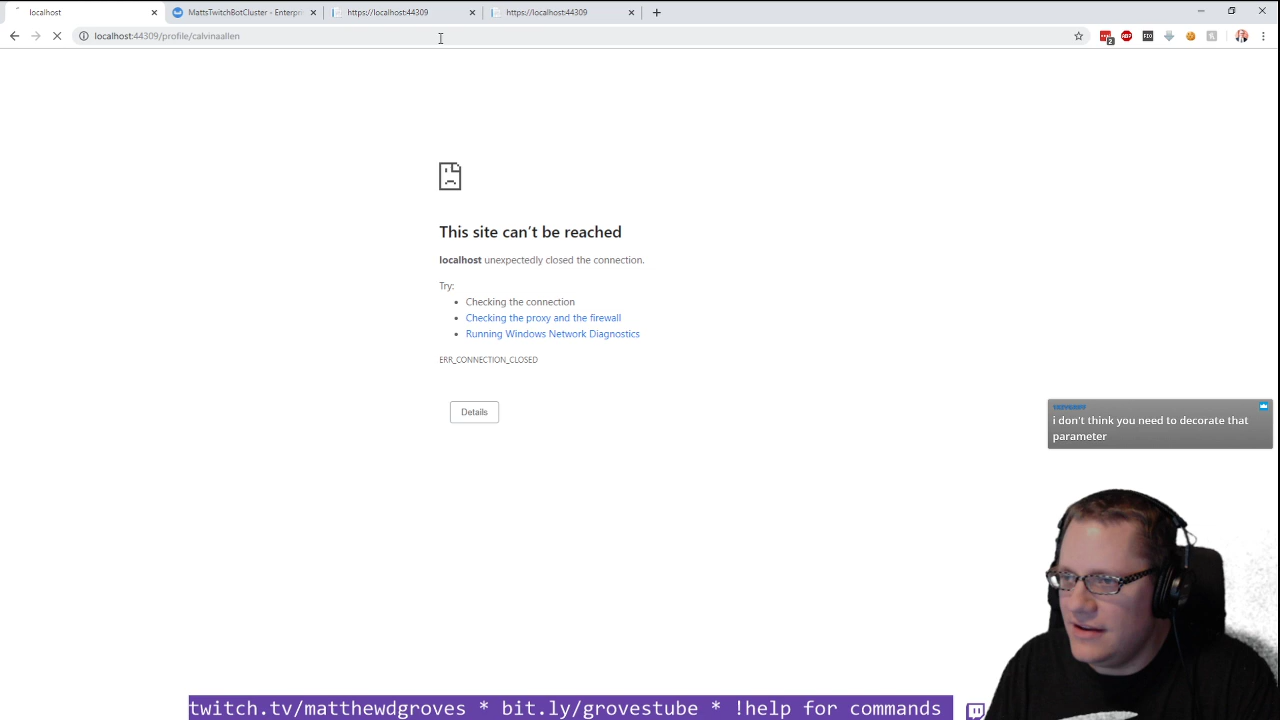 localhost
MattsTwitchBotCluster - Enterpri
https://localhost:44309
https://localhost:44309
localhost:44309/profile/calvinaallen
2
This site can't be reached
localhost unexpectedly closed the connection.
Try:
• Checking the connection
• Checking the proxy and the firewall
• Running Windows Network Diagnostics
ERR_CONNECTION_CLOSED
Details
i don't think you need to decorate that
parameter
twitch.tv/matthewdgroves * bit.ly/grovestube * !help for commands